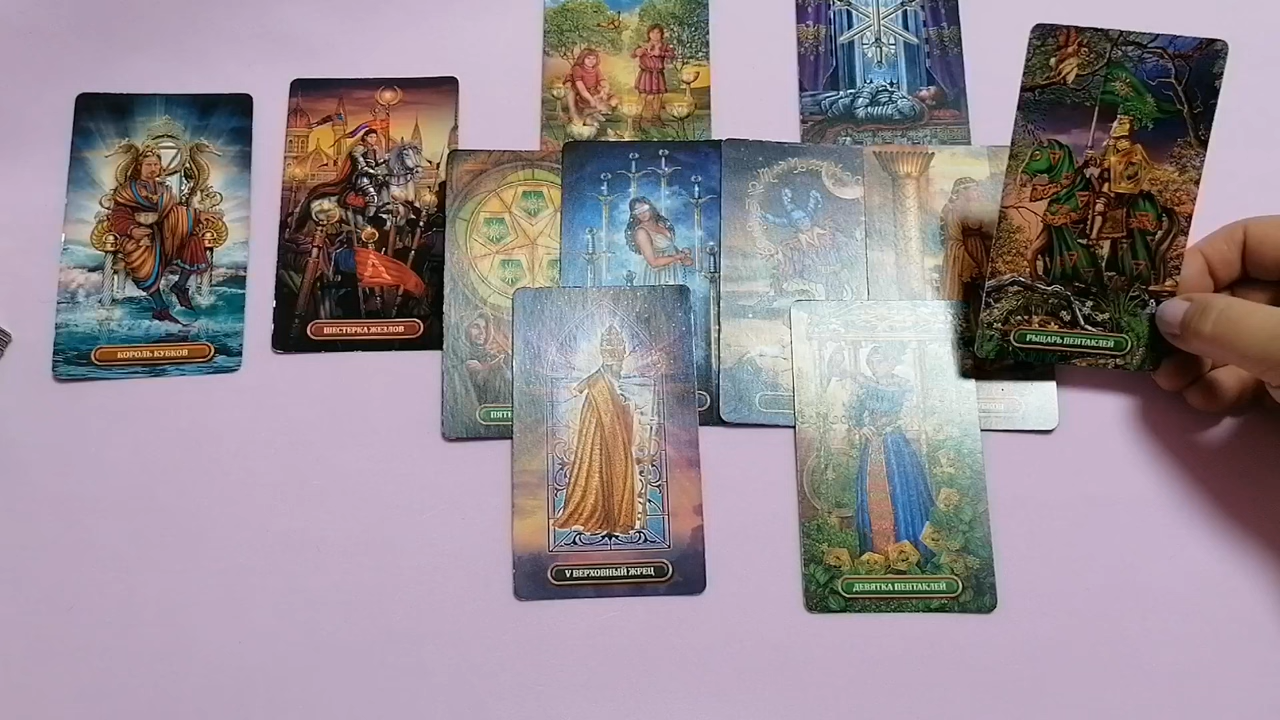 КОРОЛЬ КУБКОВ
ШЕСТЕРКА ЖЕЗЛОВ
РЫЦАРЬ ПЕНТАКЛЕЙ
V ВЕРХОВНЫЙ ЖРЕЦ
ДЕВЯТКА ПЕНТАКЛЕЙ